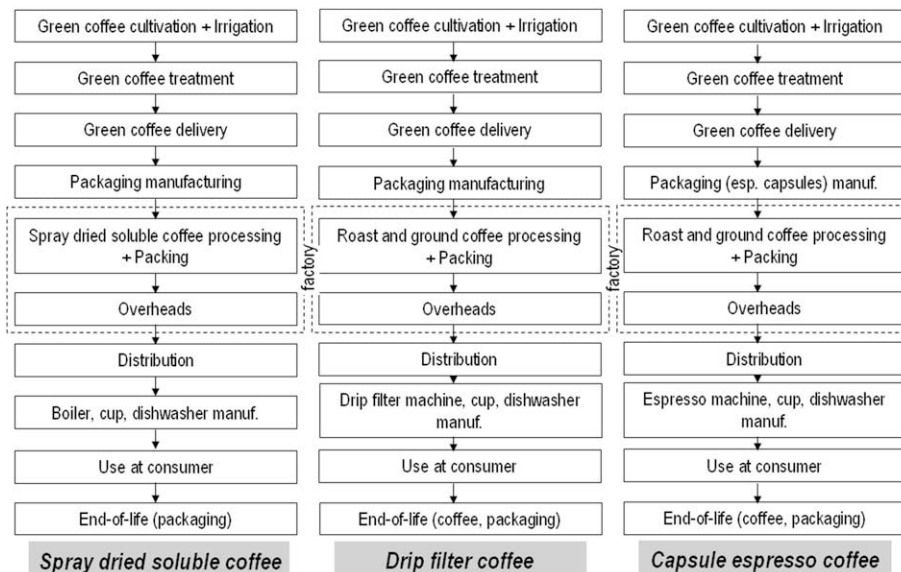 Green coffee cultivation + Irrigation
Green coffee treatment
Green coffee delivery
Packaging manufacturing
Spray dried soluble coffee processing
+ Packing
Overheads
Distribution
Boiler, cup, dishwasher manuf.
Use at consumer
End-of-life (packaging)
Spray dried soluble coffee
factory
Green coffee cultivation + Irrigation
Green coffee treatment
Green coffee delivery
Packaging manufacturing
Roast and ground coffee processing
+ Packing
Overheads
Distribution
Drip filter machine, cup, dishwasher
manuf.
Use at consumer
End-of-life (coffee, packaging)
Drip filter coffee
factory
Green coffee cultivation + Irrigation
Green coffee treatment
Green coffee delivery
Packaging (esp. capsules) manuf.
Roast and ground coffee processing
+ Packing
Overheads
Distribution
Espresso machine, cup, dishwasher
manuf.
Use at consumer
End-of-life (coffee, packaging)
Capsule espresso coffee